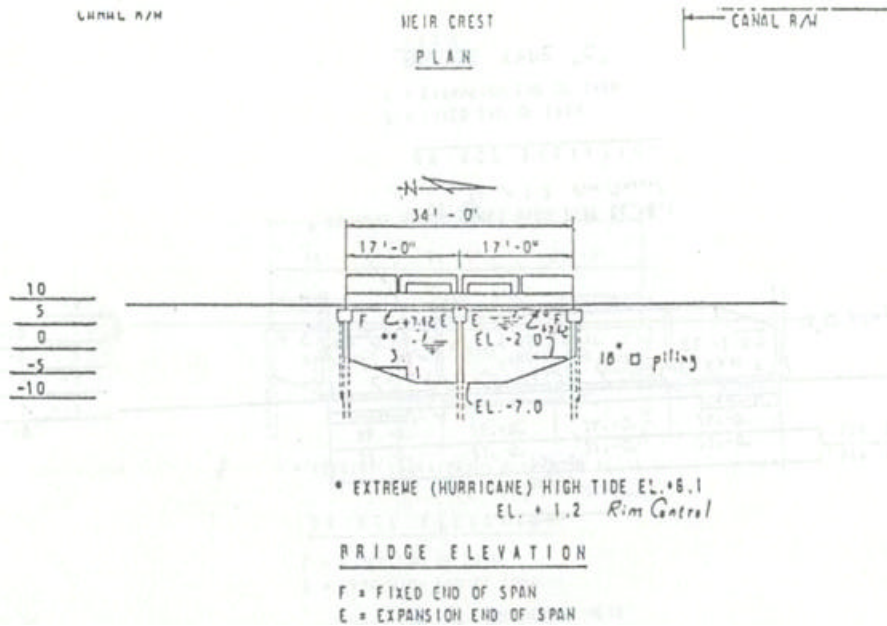 CANAL R/W
WEIR CREST
CANAL R/W
PLAN
N
34'-0"
17'-0" 17'-0"
10
5
0
-5
-10
F +7.42 E E F
** EL.-2.0
3
1
18" □ piling
EL.-7.0
* EXTREME (HURRICANE) HIGH TIDE EL.+6.1
EL. +1.2 Rim Control
BRIDGE ELEVATION
F = FIXED END OF SPAN
E = EXPANSION END OF SPAN